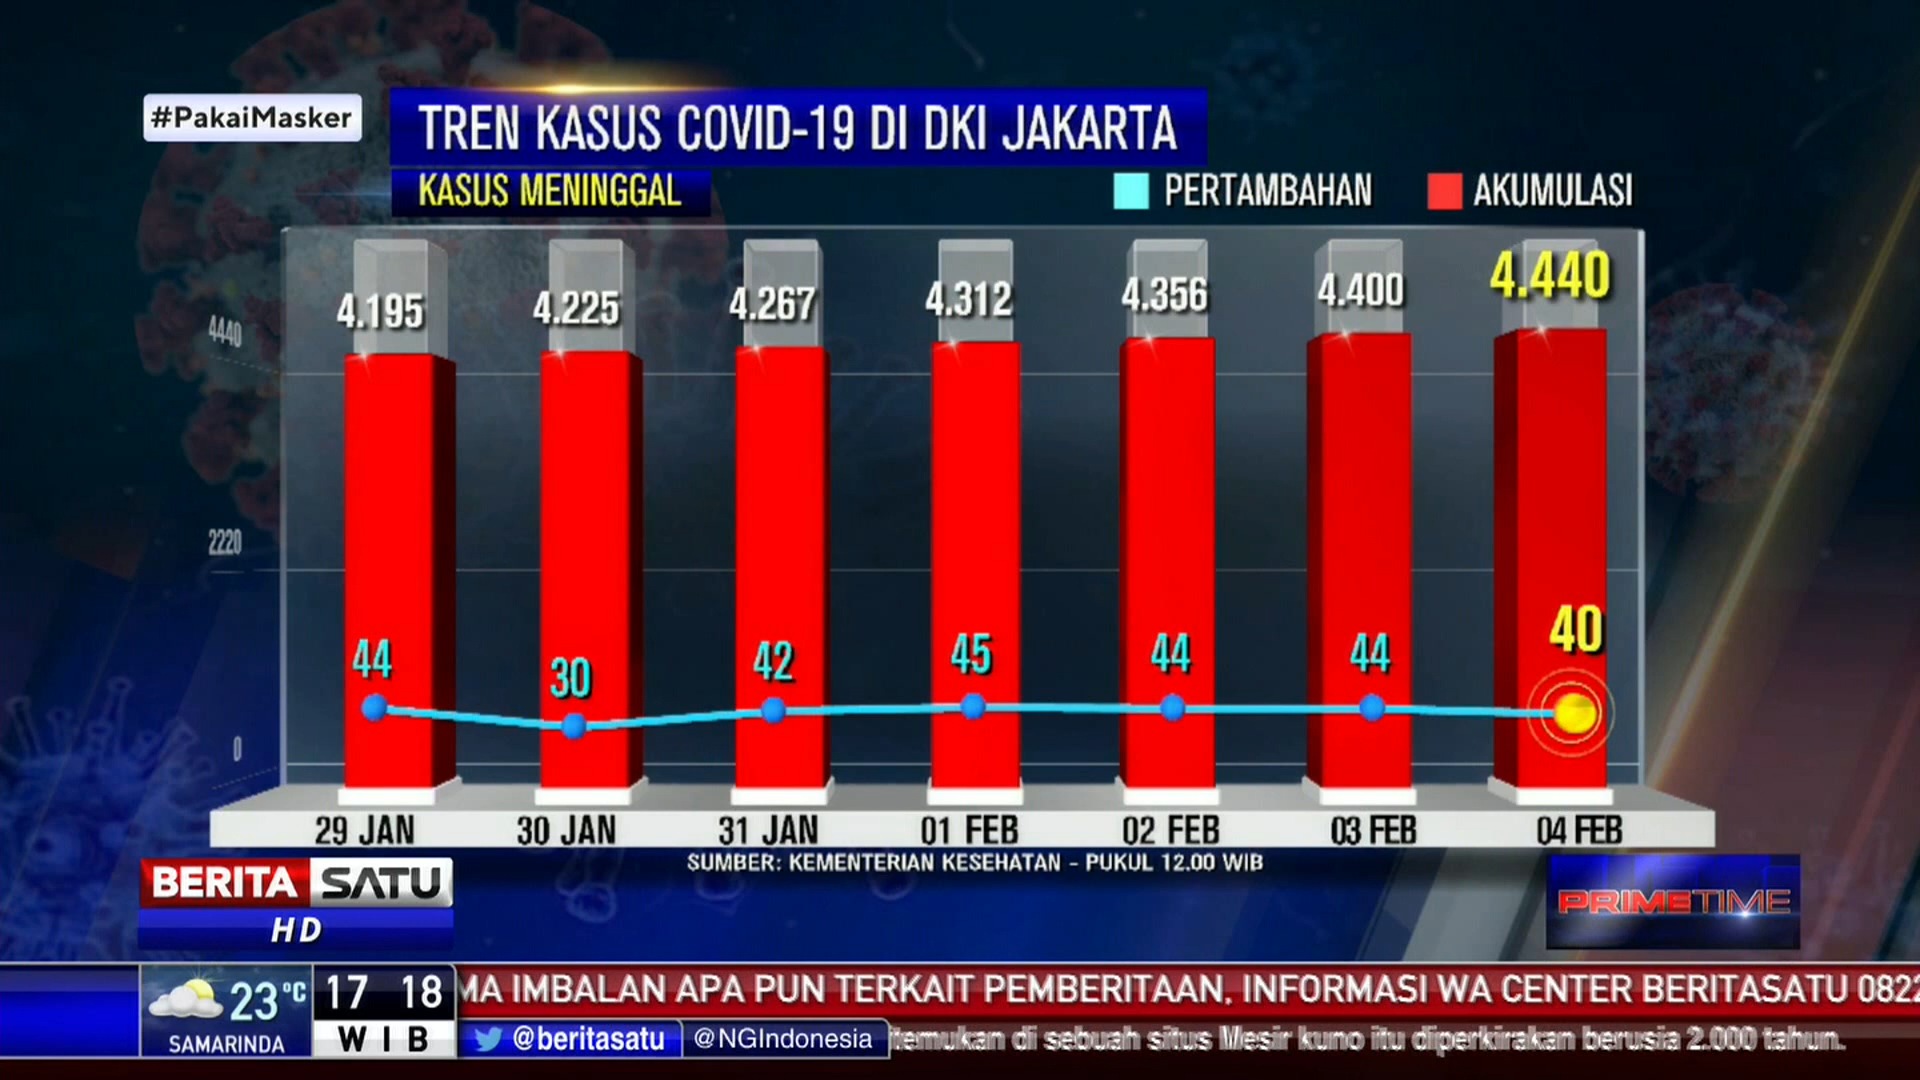 #PakaiMasker
TREN KASUS COVID-19 DI DKI JAKARTA
KASUS MENINGGAL
PERTAMBAHAN
AKUMULASI
4.195 4.225 4.267 4.312 4.356 4.400 4.440
4440
2220
0
44 30 42 45 44 44 40
29 JAN 30 JAN 31 JAN 01 FEB 02 FEB 03 FEB 04 FEB
SUMBER: KEMENTERIAN KESEHATAN - PUKUL 12.00 WIB
BERITA SATU
HD
PRIMETIME
23°C
SAMARINDA
17 18
WIB
MA IMBALAN APA PUN TERKAIT PEMBERITAAN, INFORMASI WA CENTER BERITASATU 0822
@beritasatu
@NGIndonesia
temukan di sebuah situs Mesir kuno itu diperkirakan berusia 2.000 tahun.